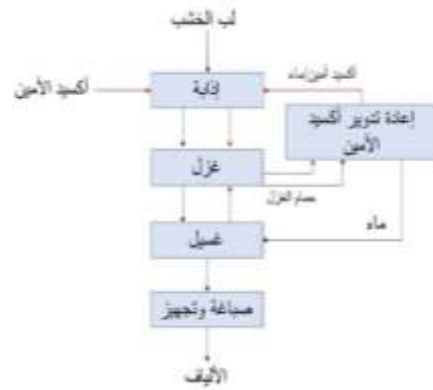 لب الخشب
أكسيد أمين/ماء
أكسيد الأمين
إذابة
إعادة تدوير أكسيد
الأمين
غزل
حمام الغزل
ماء
غسيل
صباغة وتجهيز
الألياف